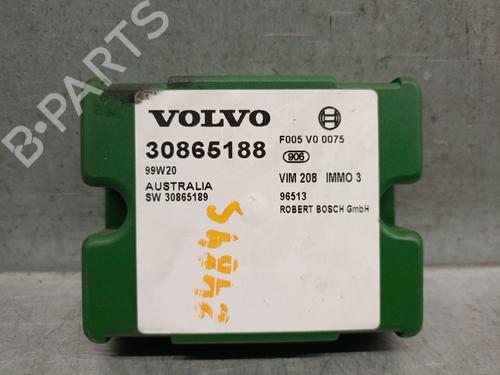 VOLVO
30865188
99W20
AUSTRALIA
SW 30865189
F005 V0 0075
906
VIM 208 IMMO 3
96513
ROBERT BOSCH GmbH
B-PARTS